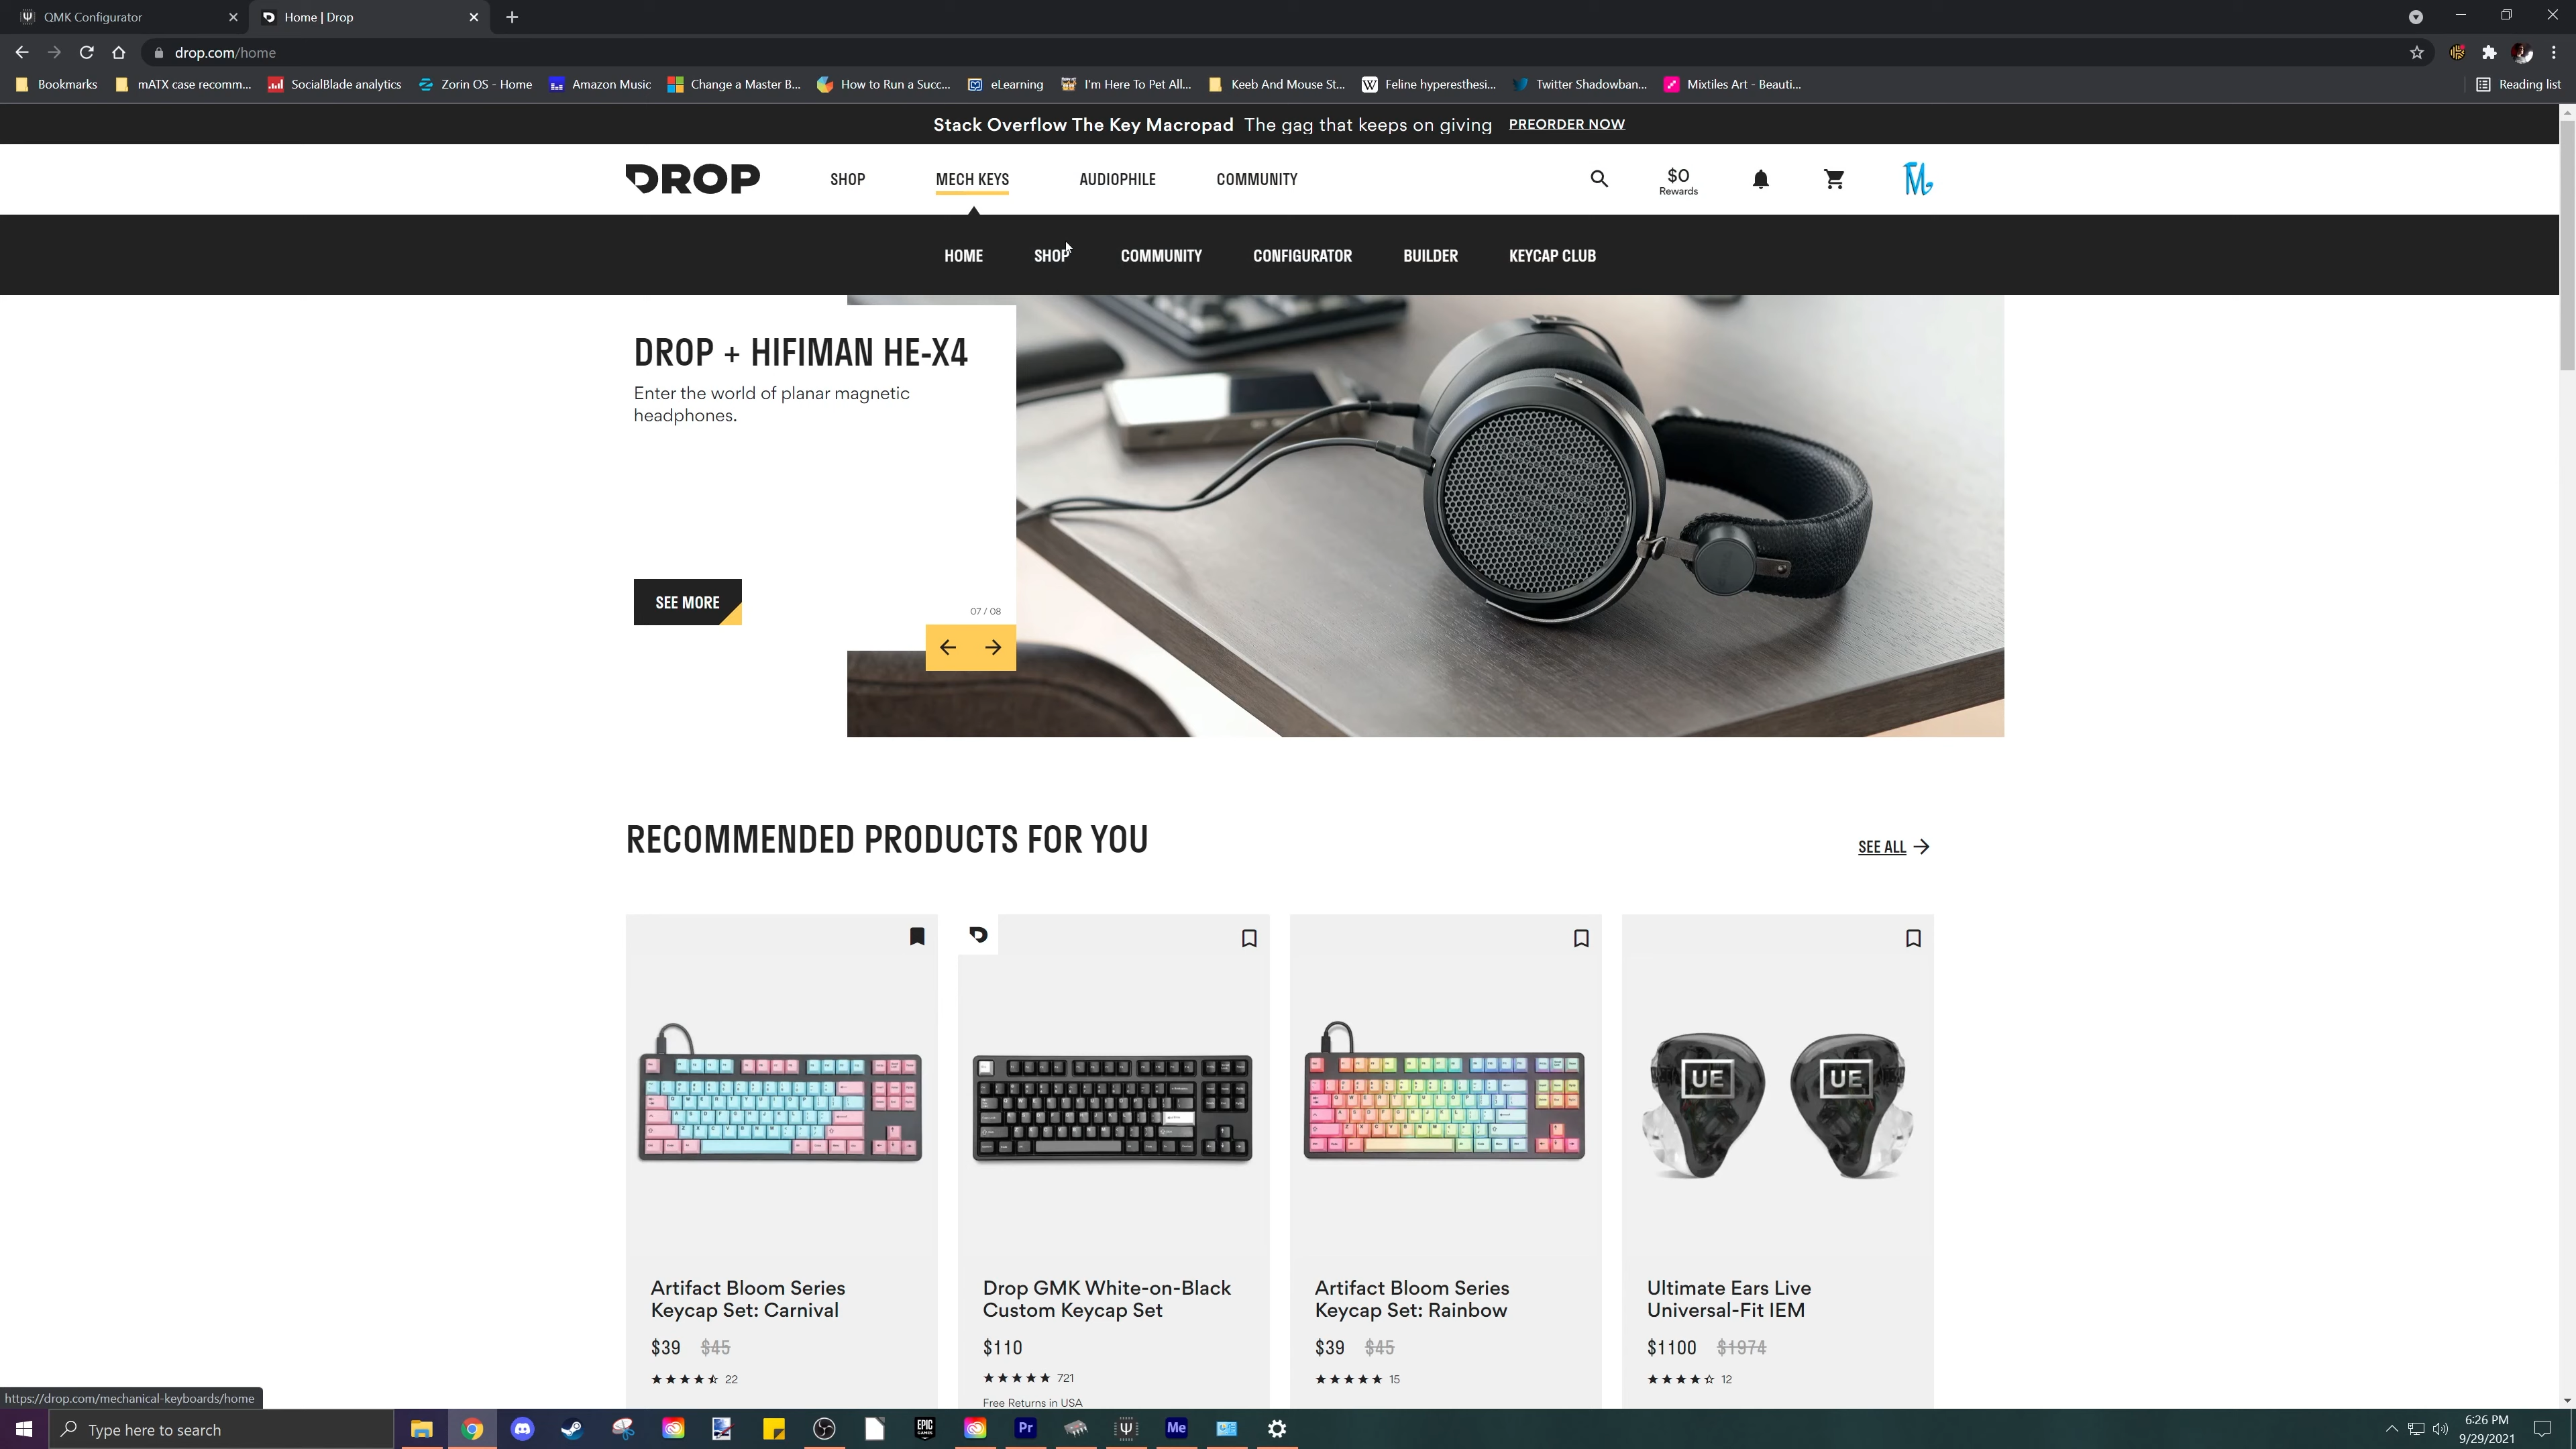 QMK Configurator
Home | Drop
drop.com/home
Bookmarks
mATX case recomm...
SocialBlade analytics
Zorin OS - Home
Amazon Music
Change a Master B...
How to Run a Succ...
eLearning
I'm Here To Pet All...
Keeb And Mouse St...
Feline hyperesthesi...
Twitter Shadowban...
Mixtiles Art - Beauti...
Reading list
Stack Overflow The Key Macropad The gag that keeps on giving PREORDER NOW
DROP
SHOP
MECH KEYS
AUDIOPHILE
COMMUNITY
$0
Rewards
HOME
SHOP
COMMUNITY
CONFIGURATOR
BUILDER
KEYCAP CLUB
DROP + HIFIMAN HE-X4
Enter the world of planar magnetic
headphones.
SEE MORE
07 / 08
RECOMMENDED PRODUCTS FOR YOU
SEE ALL
UE
UE
Artifact Bloom Series
Keycap Set: Carnival
$39 $45
22
Drop GMK White-on-Black
Custom Keycap Set
$110
721
Free Returns in USA
Artifact Bloom Series
Keycap Set: Rainbow
$39 $45
15
Ultimate Ears Live
Universal-Fit IEM
$1100 $1974
12
https://drop.com/mechanical-keyboards/home
Type here to search
EPIC
GAMES
Pr
Me
6:26 PM
9/29/2021